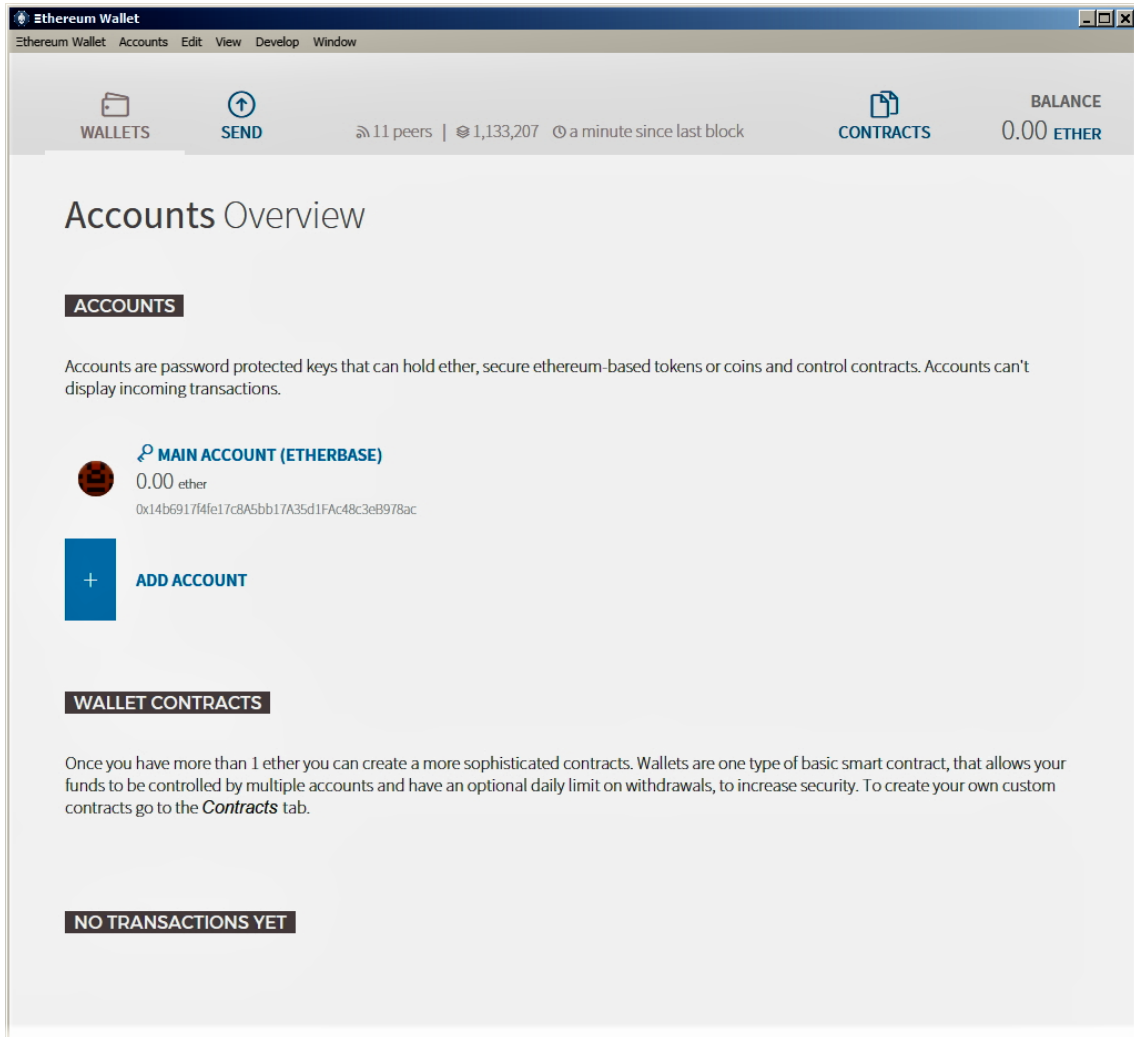 Ξthereum Wallet
Ξthereum Wallet Accounts Edit View Develop Window
WALLETS
SEND
11 peers | 1,133,207 a minute since last block
CONTRACTS
BALANCE
0.00 ETHER
Accounts Overview
ACCOUNTS
Accounts are password protected keys that can hold ether, secure ethereum-based tokens or coins and control contracts. Accounts can't
display incoming transactions.
MAIN ACCOUNT (ETHERBASE)
0.00 ether
0x14b6917f4fe17c8A5bb17A35d1FAc48c3eB978ac
+ ADD ACCOUNT
WALLET CONTRACTS
Once you have more than 1 ether you can create a more sophisticated contracts. Wallets are one type of basic smart contract, that allows your
funds to be controlled by multiple accounts and have an optional daily limit on withdrawals, to increase security. To create your own custom
contracts go to the Contracts tab.
NO TRANSACTIONS YET